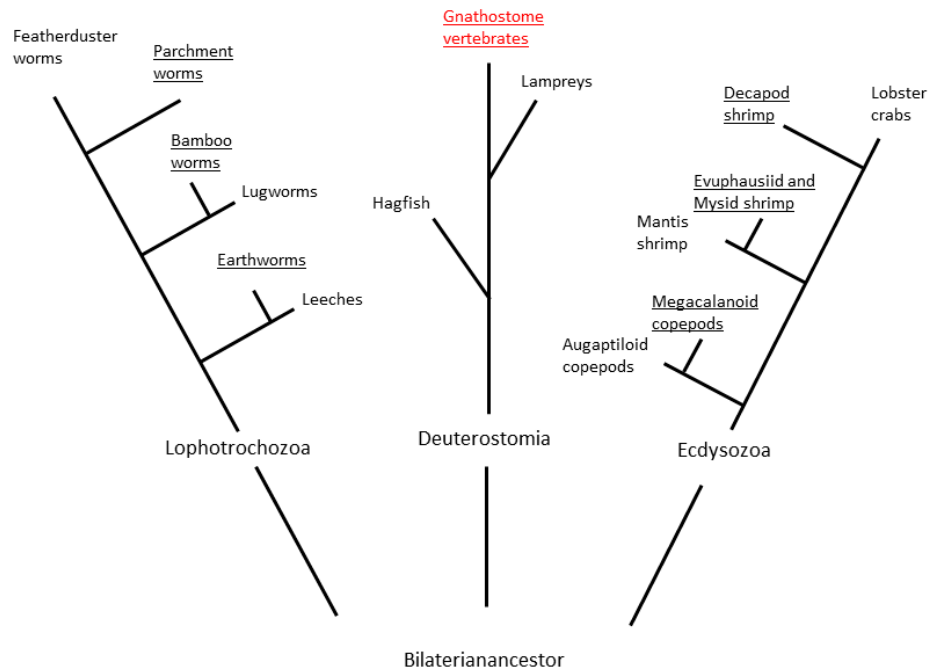 Gnathostome
vertebrates
Featherduster
worms
Parchment
worms
Lampreys
Decapod
shrimp
Lobster
crabs
Bamboo
worms
Lugworms
Hagfish
Evuphausiid and
Mysid shrimp
Mantis
shrimp
Earthworms
Leeches
Megacalanoid
copepods
Augaptiloid
copepods
Lophotrochozoa
Deuterostomia
Ecdysozoa
Bilaterianancestor